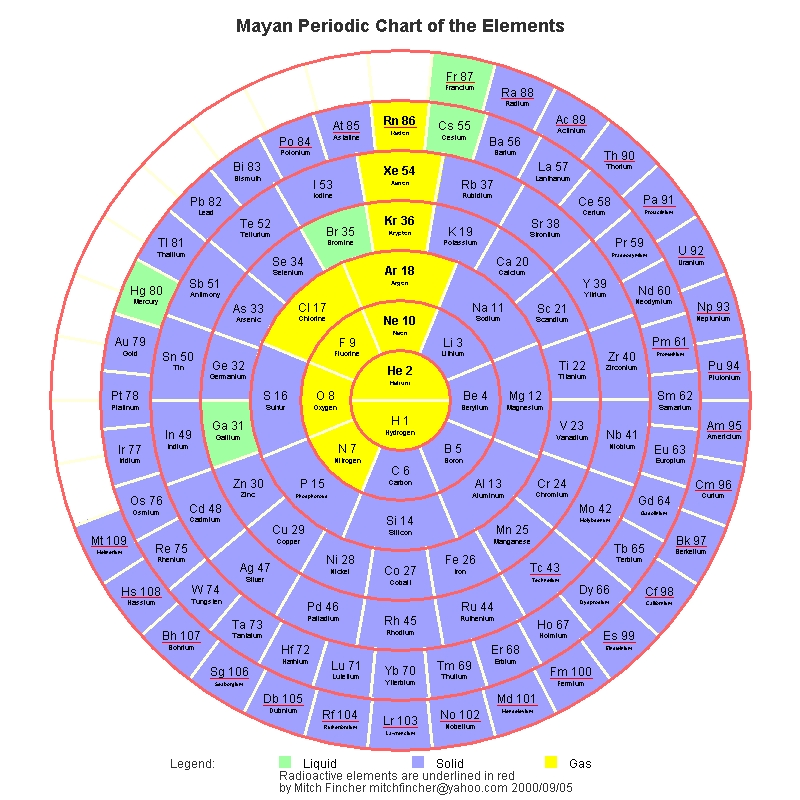 Mayan Periodic Chart of the Elements
H 1
Hydrogen
He 2
Helium
Li 3
Lithium
Be 4
Beryllium
B 5
Boron
C 6
Carbon
N 7
Nitrogen
O 8
Oxygen
F 9
Fluorine
Ne 10
Neon
Na 11
Sodium
Mg 12
Magnesium
Al 13
Aluminum
Si 14
Silicon
P 15
S 16
Sulfur
Cl 17
Chlorine
Ar 18
Argon
K 19
Potassium
Ca 20
Calcium
Sc 21
Scandium
Ti 22
Titanium
V 23
Vanadium
Cr 24
Chromium
Mn 25
Manganese
Fe 26
Iron
Co 27
Cobalt
Ni 28
Nickel
Cu 29
Copper
Zn 30
Zinc
Ga 31
Gallium
Ge 32
Germanium
As 33
Arsenic
Se 34
Selenium
Br 35
Bromine
Kr 36
Krypton
Rb 37
Rubidium
Sr 38
Strontium
Y 39
Yttrium
Zr 40
Zirconium
Nb 41
Niobium
Mo 42
Tc 43
Ru 44
Ruthenium
Rh 45
Rhodium
Pd 46
Palladium
Ag 47
Silver
Cd 48
Cadmium
In 49
Indium
Sn 50
Tin
Sb 51
Antimony
Te 52
Tellurium
I 53
Iodine
Xe 54
Xenon
Cs 55
Cesium
Ba 56
Barium
La 57
Lanthanum
Ce 58
Cerium
Pr 59
Nd 60
Neodymium
Pm 61
Sm 62
Samarium
Eu 63
Europium
Gd 64
Tb 65
Terbium
Dy 66
Ho 67
Holmium
Er 68
Erbium
Tm 69
Thulium
Yb 70
Ytterbium
Lu 71
Lutetium
Hf 72
Hafnium
Ta 73
Tantalum
W 74
Tungsten
Re 75
Rhenium
Os 76
Osmium
Ir 77
Iridium
Pt 78
Platinum
Au 79
Gold
Hg 80
Mercury
Tl 81
Thallium
Pb 82
Lead
Bi 83
Bismuth
Po 84
Polonium
At 85
Astatine
Rn 86
Radon
Fr 87
Francium
Ra 88
Radium
Ac 89
Actinium
Th 90
Thorium
Pa 91
U 92
Uranium
Np 93
Neptunium
Pu 94
Plutonium
Am 95
Americium
Cm 96
Curium
Bk 97
Berkelium
Cf 98
Es 99
Fm 100
Fermium
Md 101
No 102
Nobelium
Lr 103
Rf 104
Db 105
Dubnium
Sg 106
Bh 107
Bohrium
Hs 108
Hassium
Mt 109
Legend:
Liquid
Solid
Gas
Radioactive elements are underlined in red
by Mitch Fincher mitchfincher@yahoo.com 2000/09/05